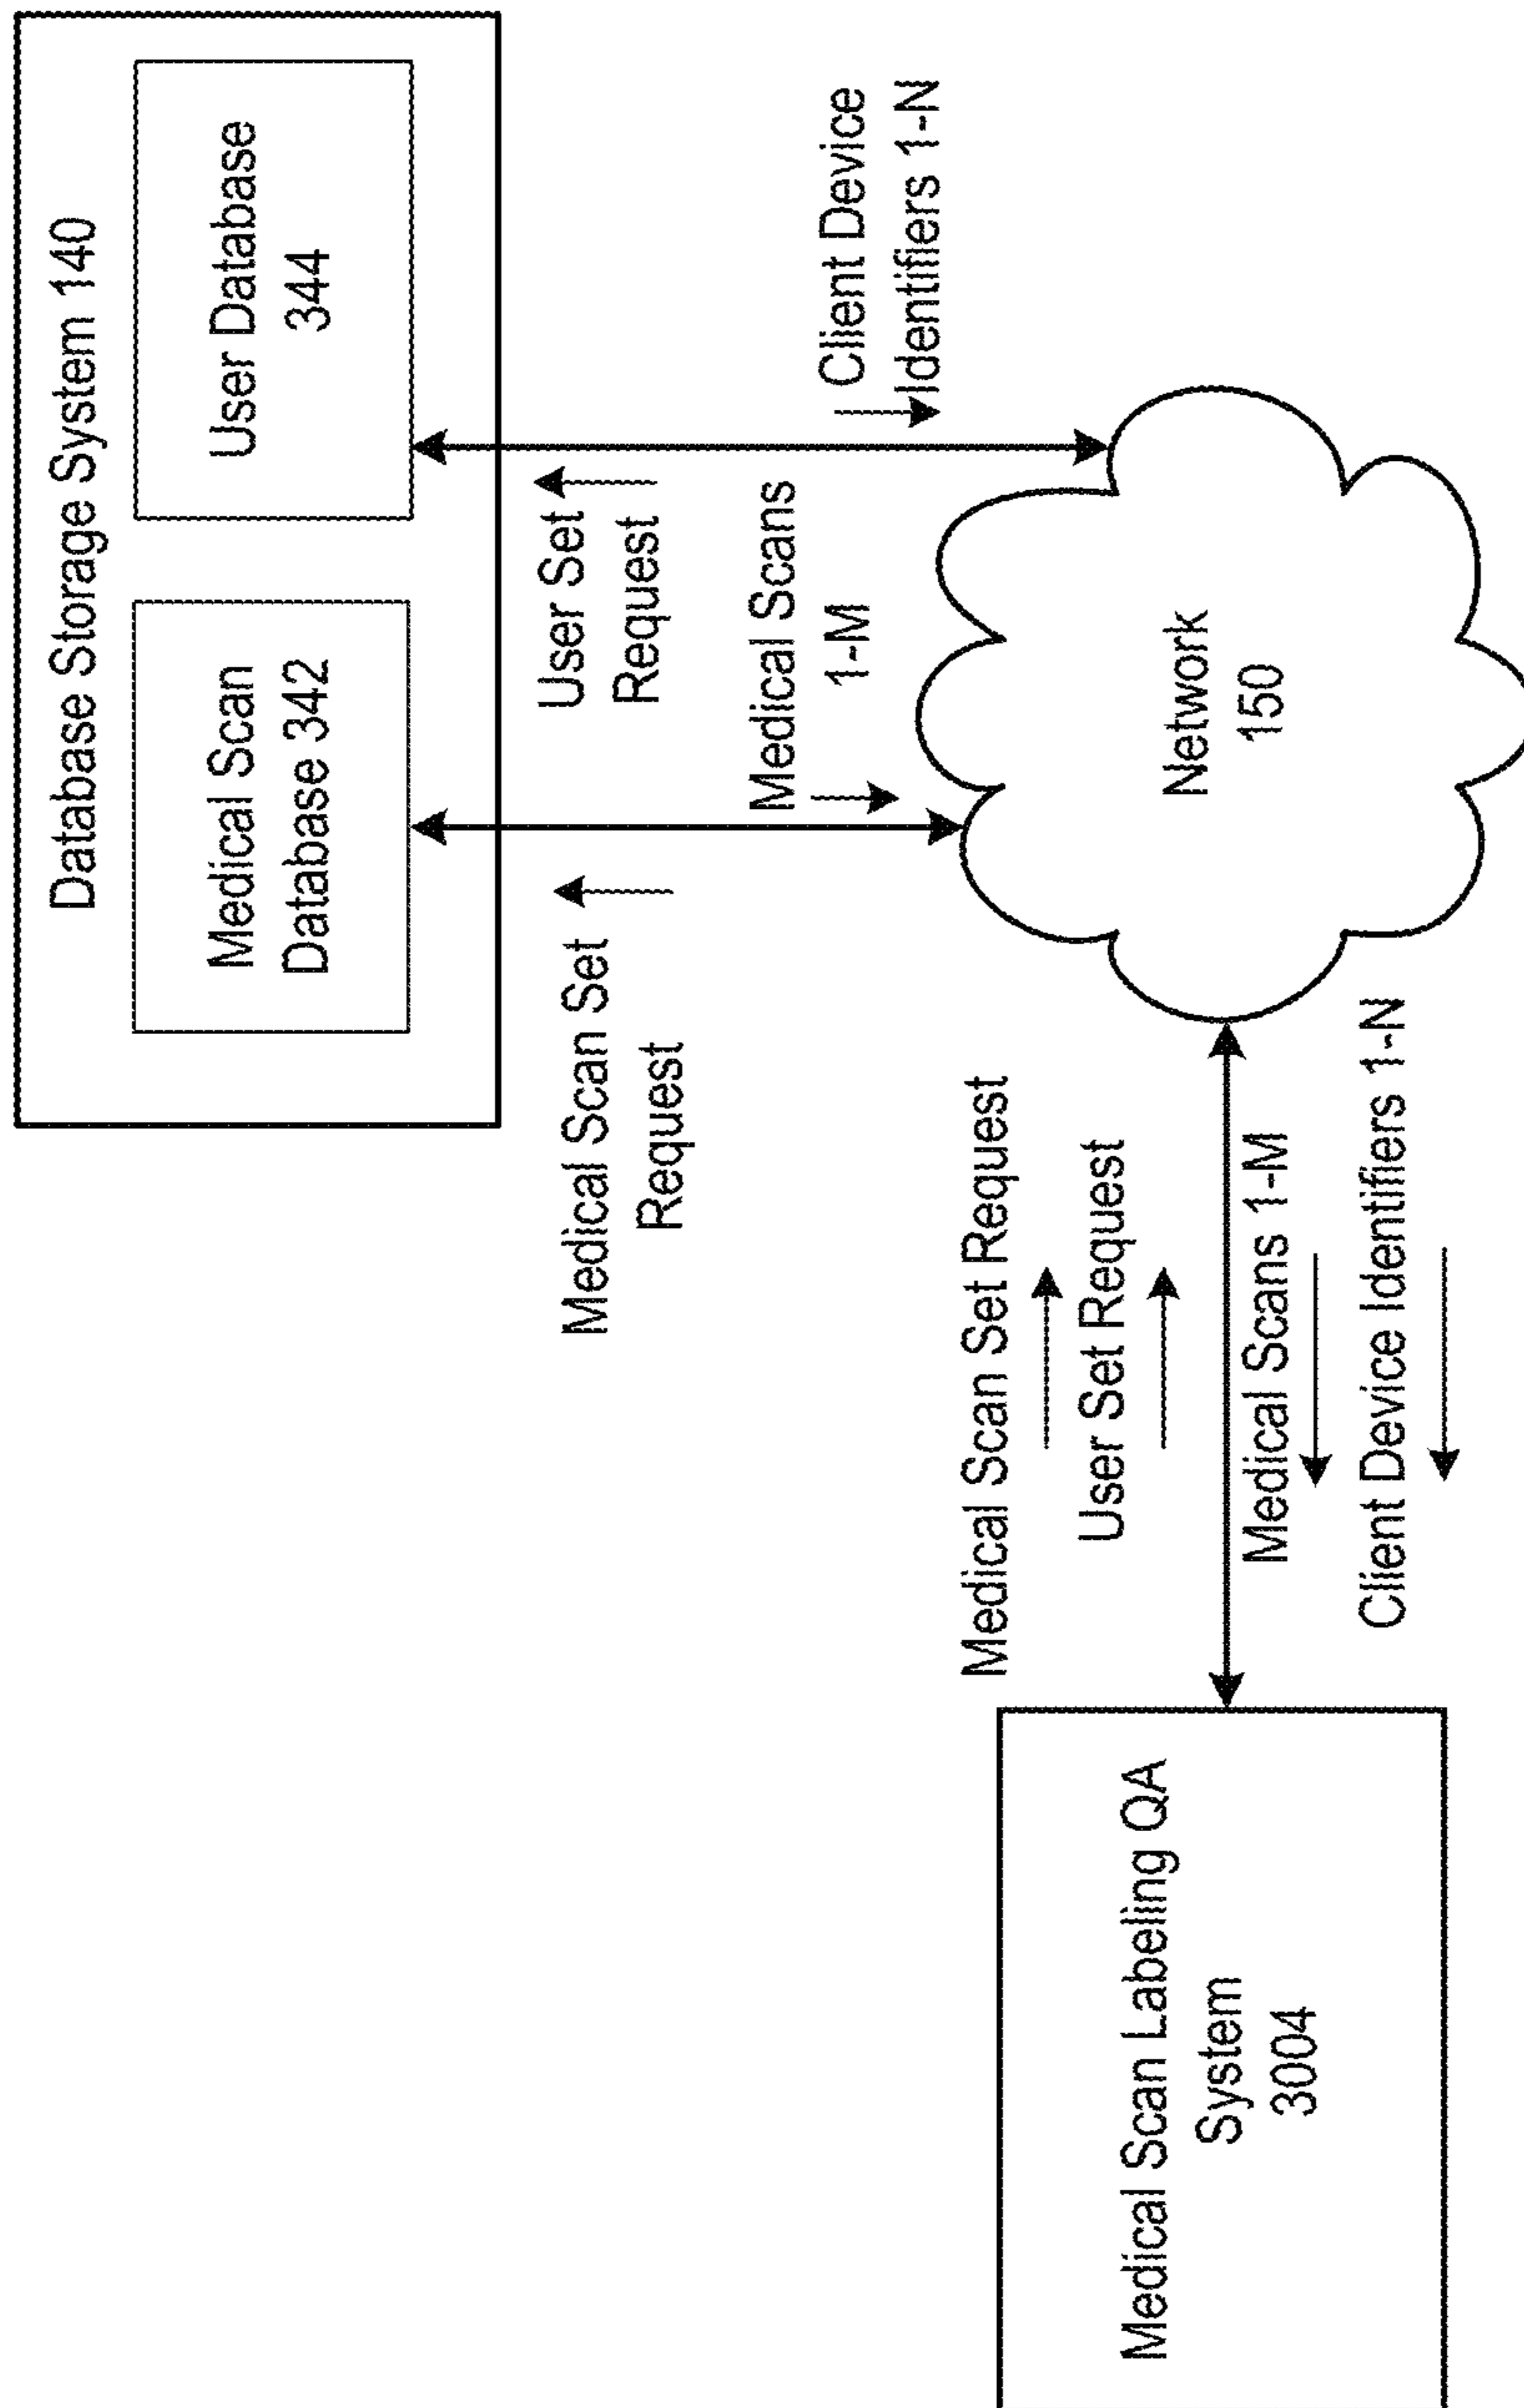 Database Storage System 140
Medical Scan
Database 342
User Database
344
Medical Scan Set
Request
User Set
Request
Medical Scans
1-M
Client Device
Identifiers 1-N
Medical Scan Set Request
User Set Request
Medical Scans 1-M
Client Device Identifiers 1-N
Network
150
Medical Scan Labeling QA
System
3004